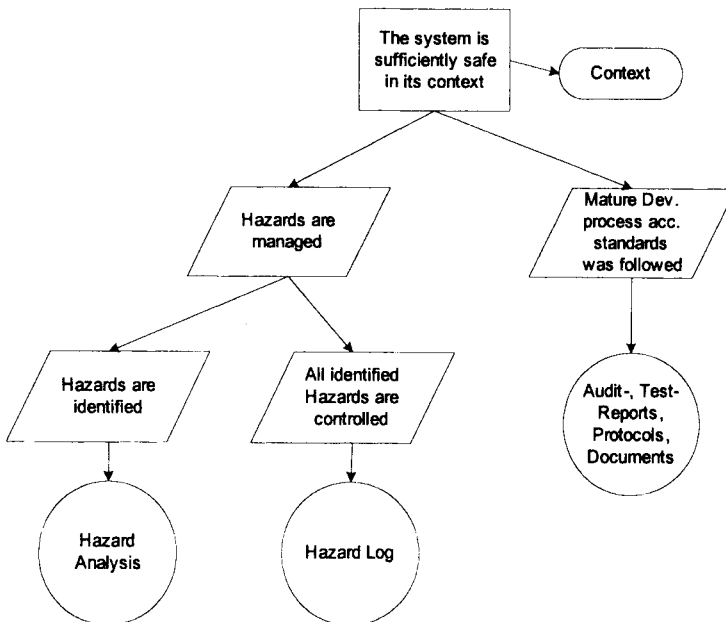 The system is
sufficiently safe
in its context
Context
Hazards are
managed
Mature Dev.
process acc.
standards
was followed
Hazards are
identified
All identified
Hazards are
controlled
Audit-, Test-
Reports,
Protocols,
Documents
Hazard
Analysis
Hazard Log